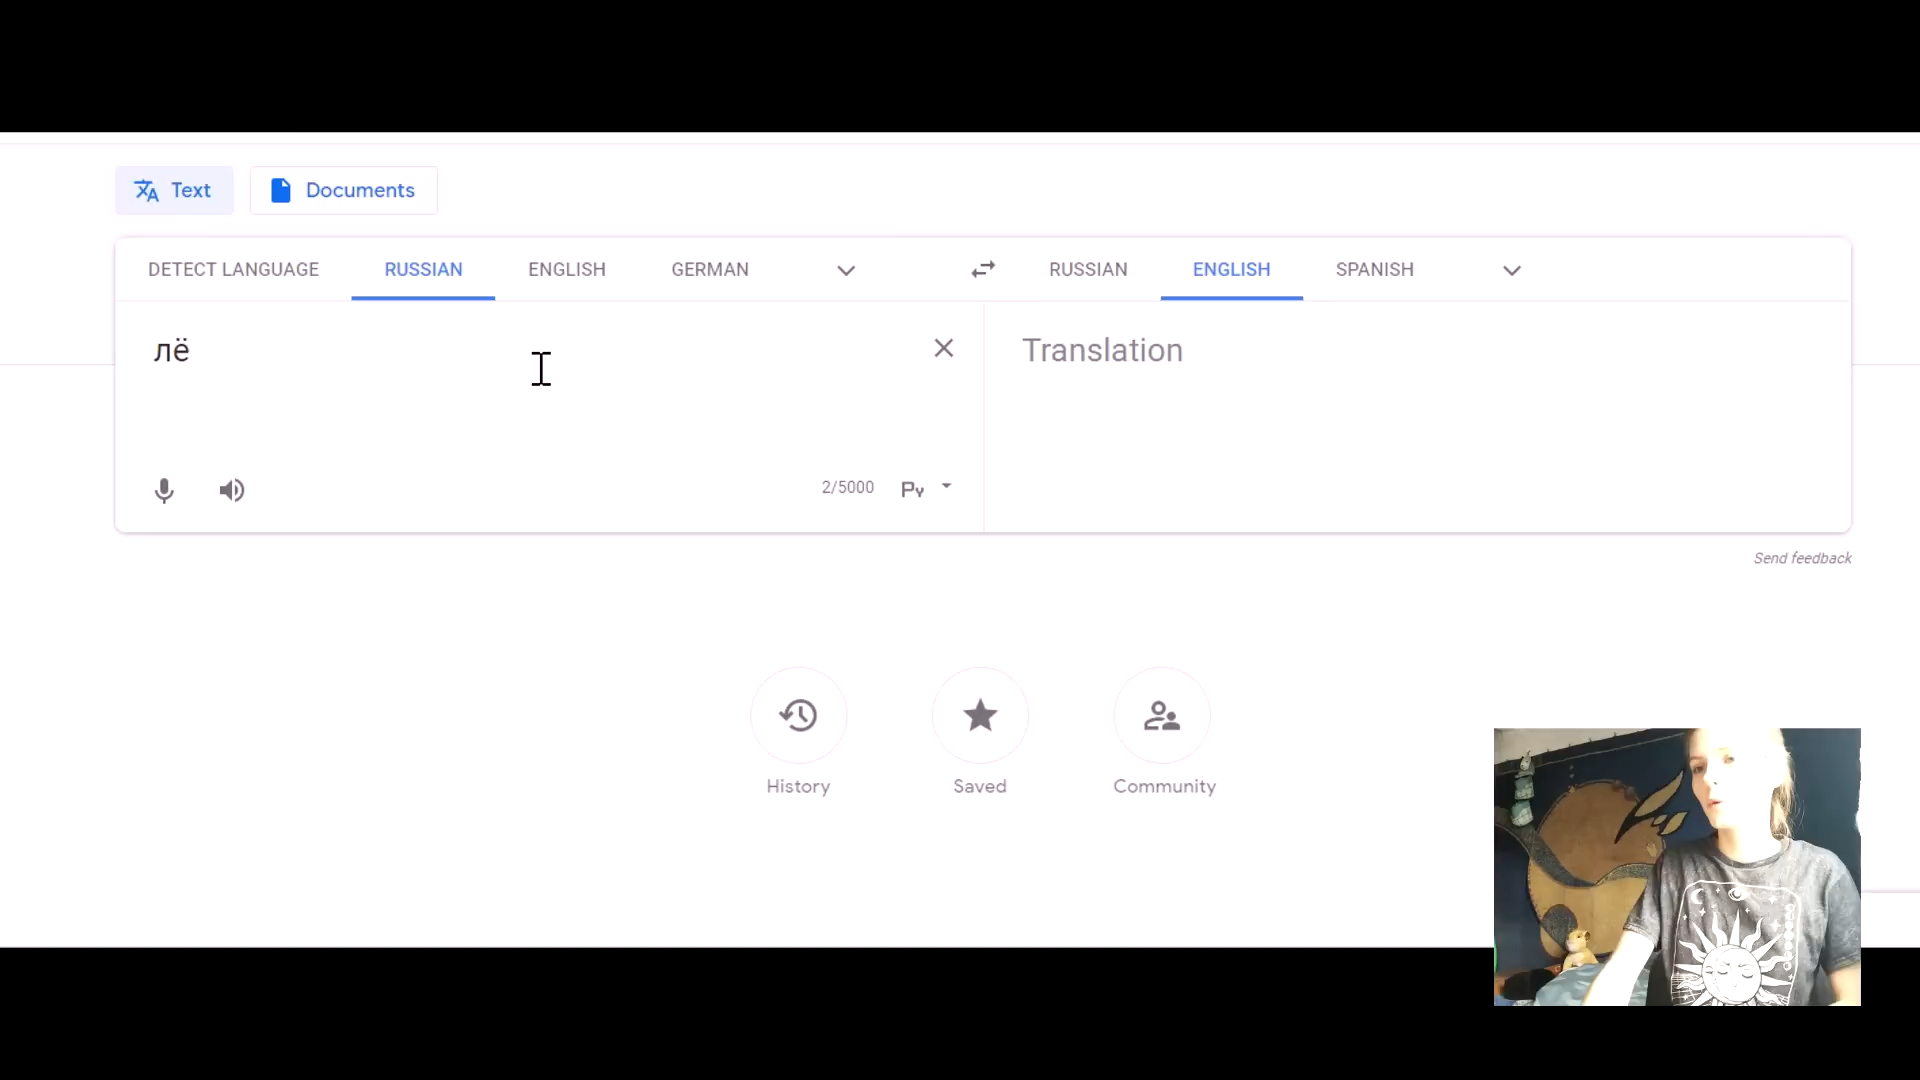 Text Documents
DETECT LANGUAGE RUSSIAN ENGLISH GERMAN RUSSIAN ENGLISH SPANISH
лё Translation
2/5000 Ру
Send feedback
History Saved Community